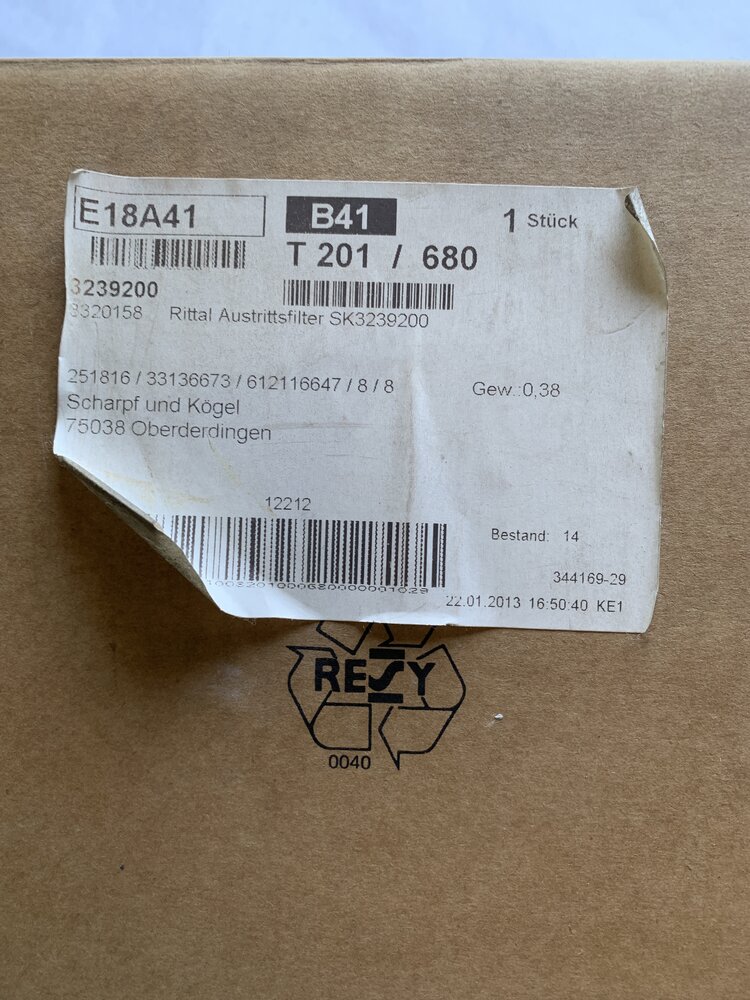 E18A41 B41 1 Stück
T 201 / 680
3239200
3320158 Rittal Austrittsfilter SK3239200
251816 / 33136673 / 612116647 / 8 / 8 Gew.:0,38
Scharpf und Kögel
75038 Oberderdingen
12212
Bestand: 14
344169-29
22.01.2013 16:50:40 KE1
RESY
0040